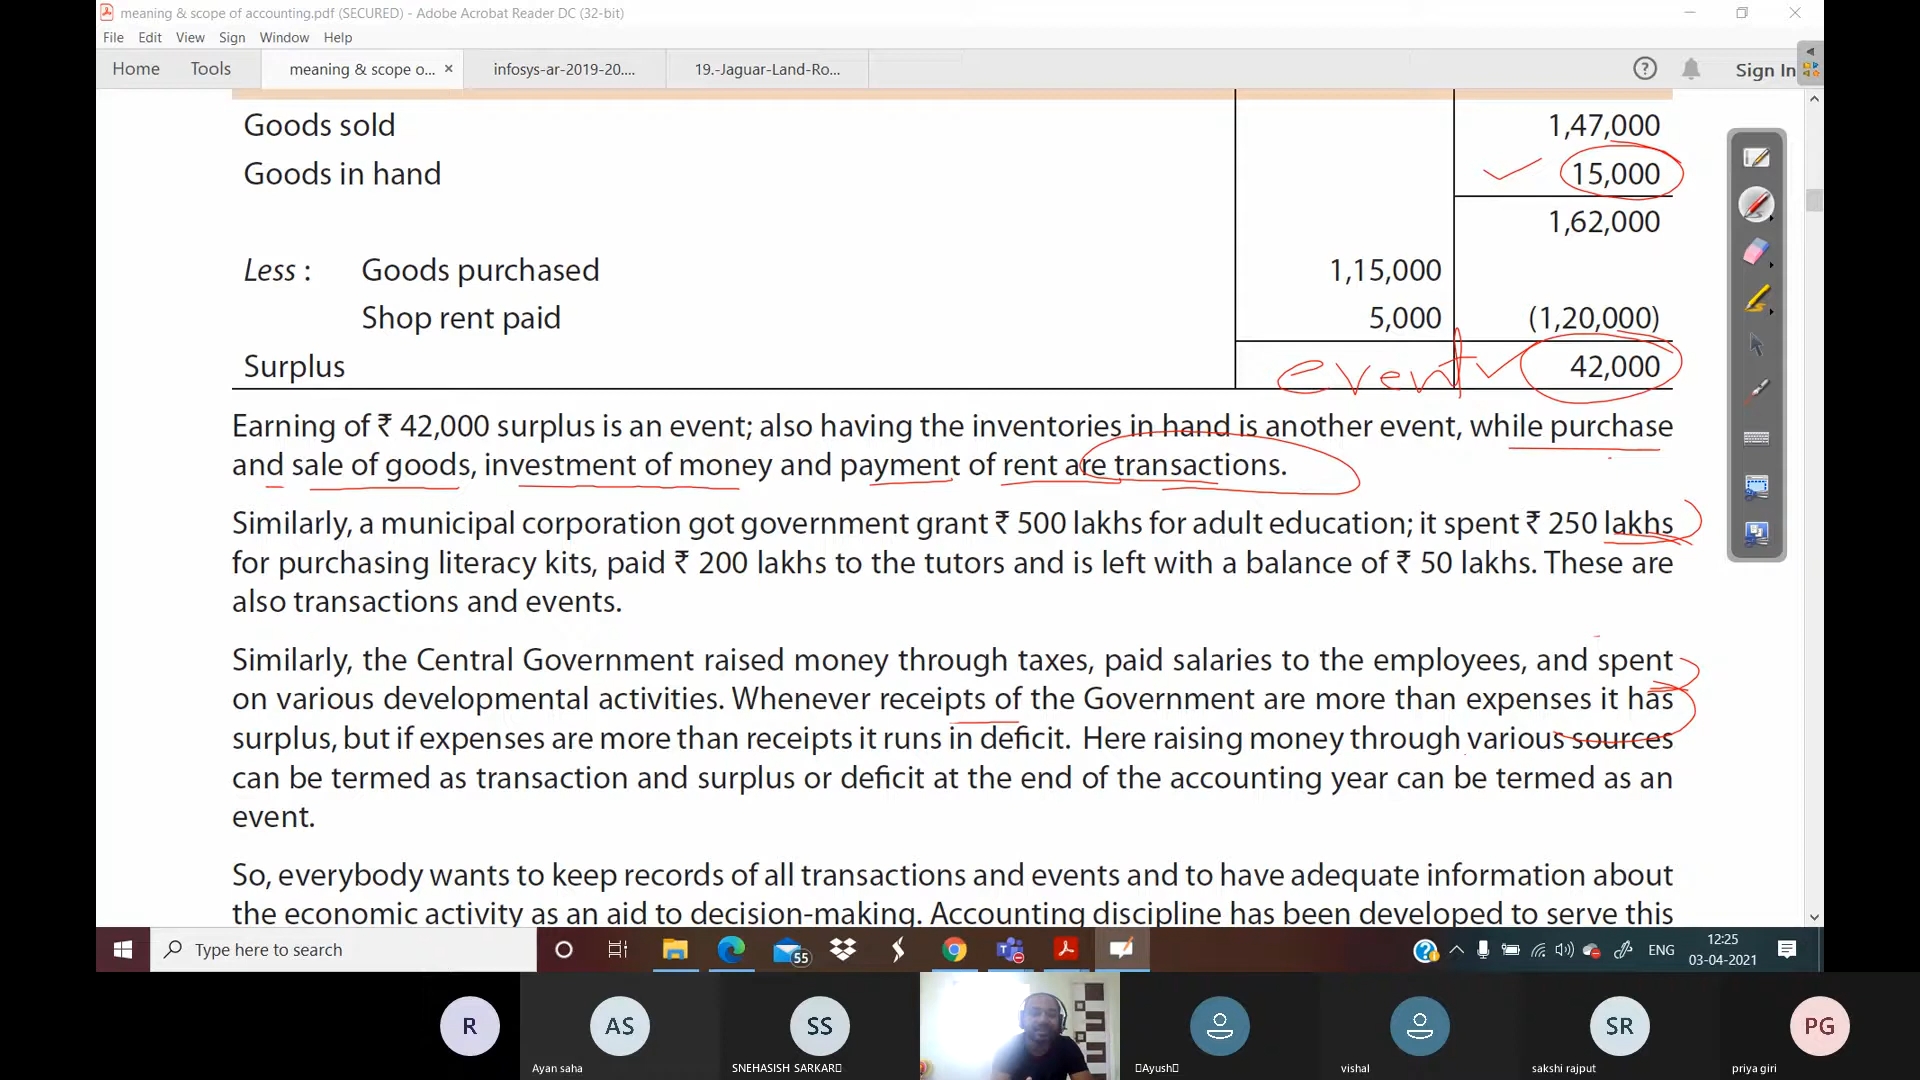 meaning & scope of accounting.pdf (SECURED) - Adobe Acrobat Reader DC (32-bit)
File Edit View Sign Window Help
Home Tools meaning & scope o... × infosys-ar-2019-20.... 19.-Jaguar-Land-Ro... Sign In
Goods sold 1,47,000
Goods in hand 15,000
1,62,000
Less : Goods purchased 1,15,000
Shop rent paid 5,000 (1,20,000)
Surplus event 42,000
Earning of ₹ 42,000 surplus is an event; also having the inventories in hand is another event, while purchase
and sale of goods, investment of money and payment of rent are transactions.
Similarly, a municipal corporation got government grant ₹ 500 lakhs for adult education; it spent ₹ 250 lakhs
for purchasing literacy kits, paid ₹ 200 lakhs to the tutors and is left with a balance of ₹ 50 lakhs. These are
also transactions and events.
Similarly, the Central Government raised money through taxes, paid salaries to the employees, and spent
on various developmental activities. Whenever receipts of the Government are more than expenses it has
surplus, but if expenses are more than receipts it runs in deficit. Here raising money through various sources
can be termed as transaction and surplus or deficit at the end of the accounting year can be termed as an
event.
So, everybody wants to keep records of all transactions and events and to have adequate information about
the economic activity as an aid to decision-making. Accounting discipline has been developed to serve this
Type here to search 55 ENG 12:25
03-04-2021
R AS SS SR PG
Ayan saha SNEHASISH SARKAR Ayush vishal sakshi rajput priya giri